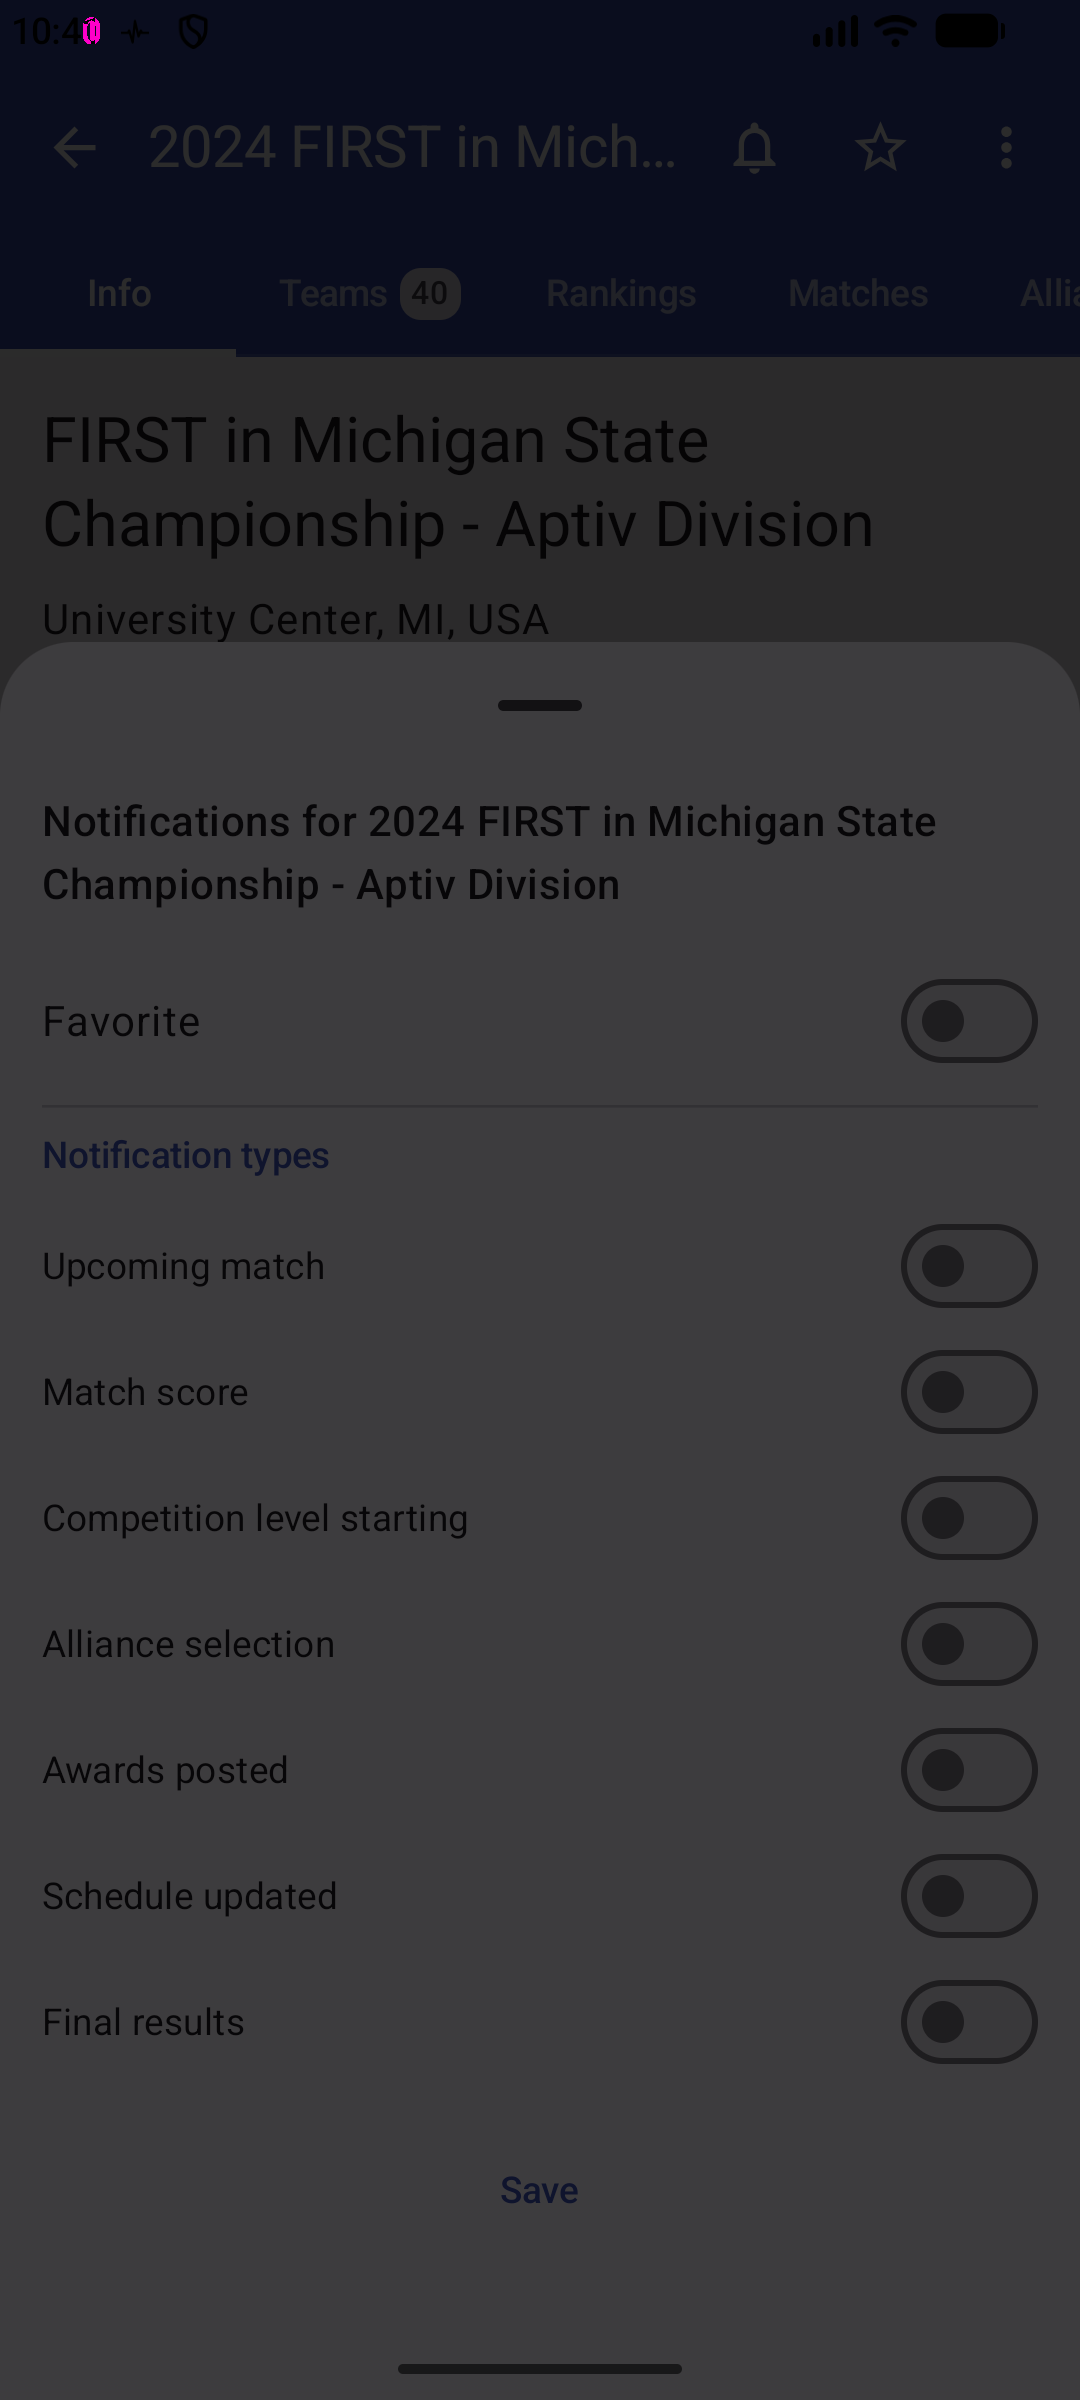 2024 FIRST in Mich...
Info
Teams 40
Rankings
Matches
FIRST in Michigan State
Championship - Aptiv Division
University Center, MI, USA
Notifications for 2024 FIRST in Michigan State
Championship - Aptiv Division
Favorite
Notification types
Upcoming match
Match score
Competition level starting
Alliance selection
Awards posted
Schedule updated
Final results
Save